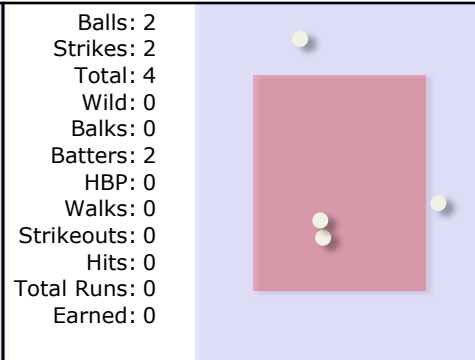 Balls: 2
Strikes: 2
Total: 4
Wild: 0
Balks: 0
Batters: 2
HBP: 0
Walks: 0
Strikeouts: 0
Hits: 0
Total Runs: 0
Earned: 0